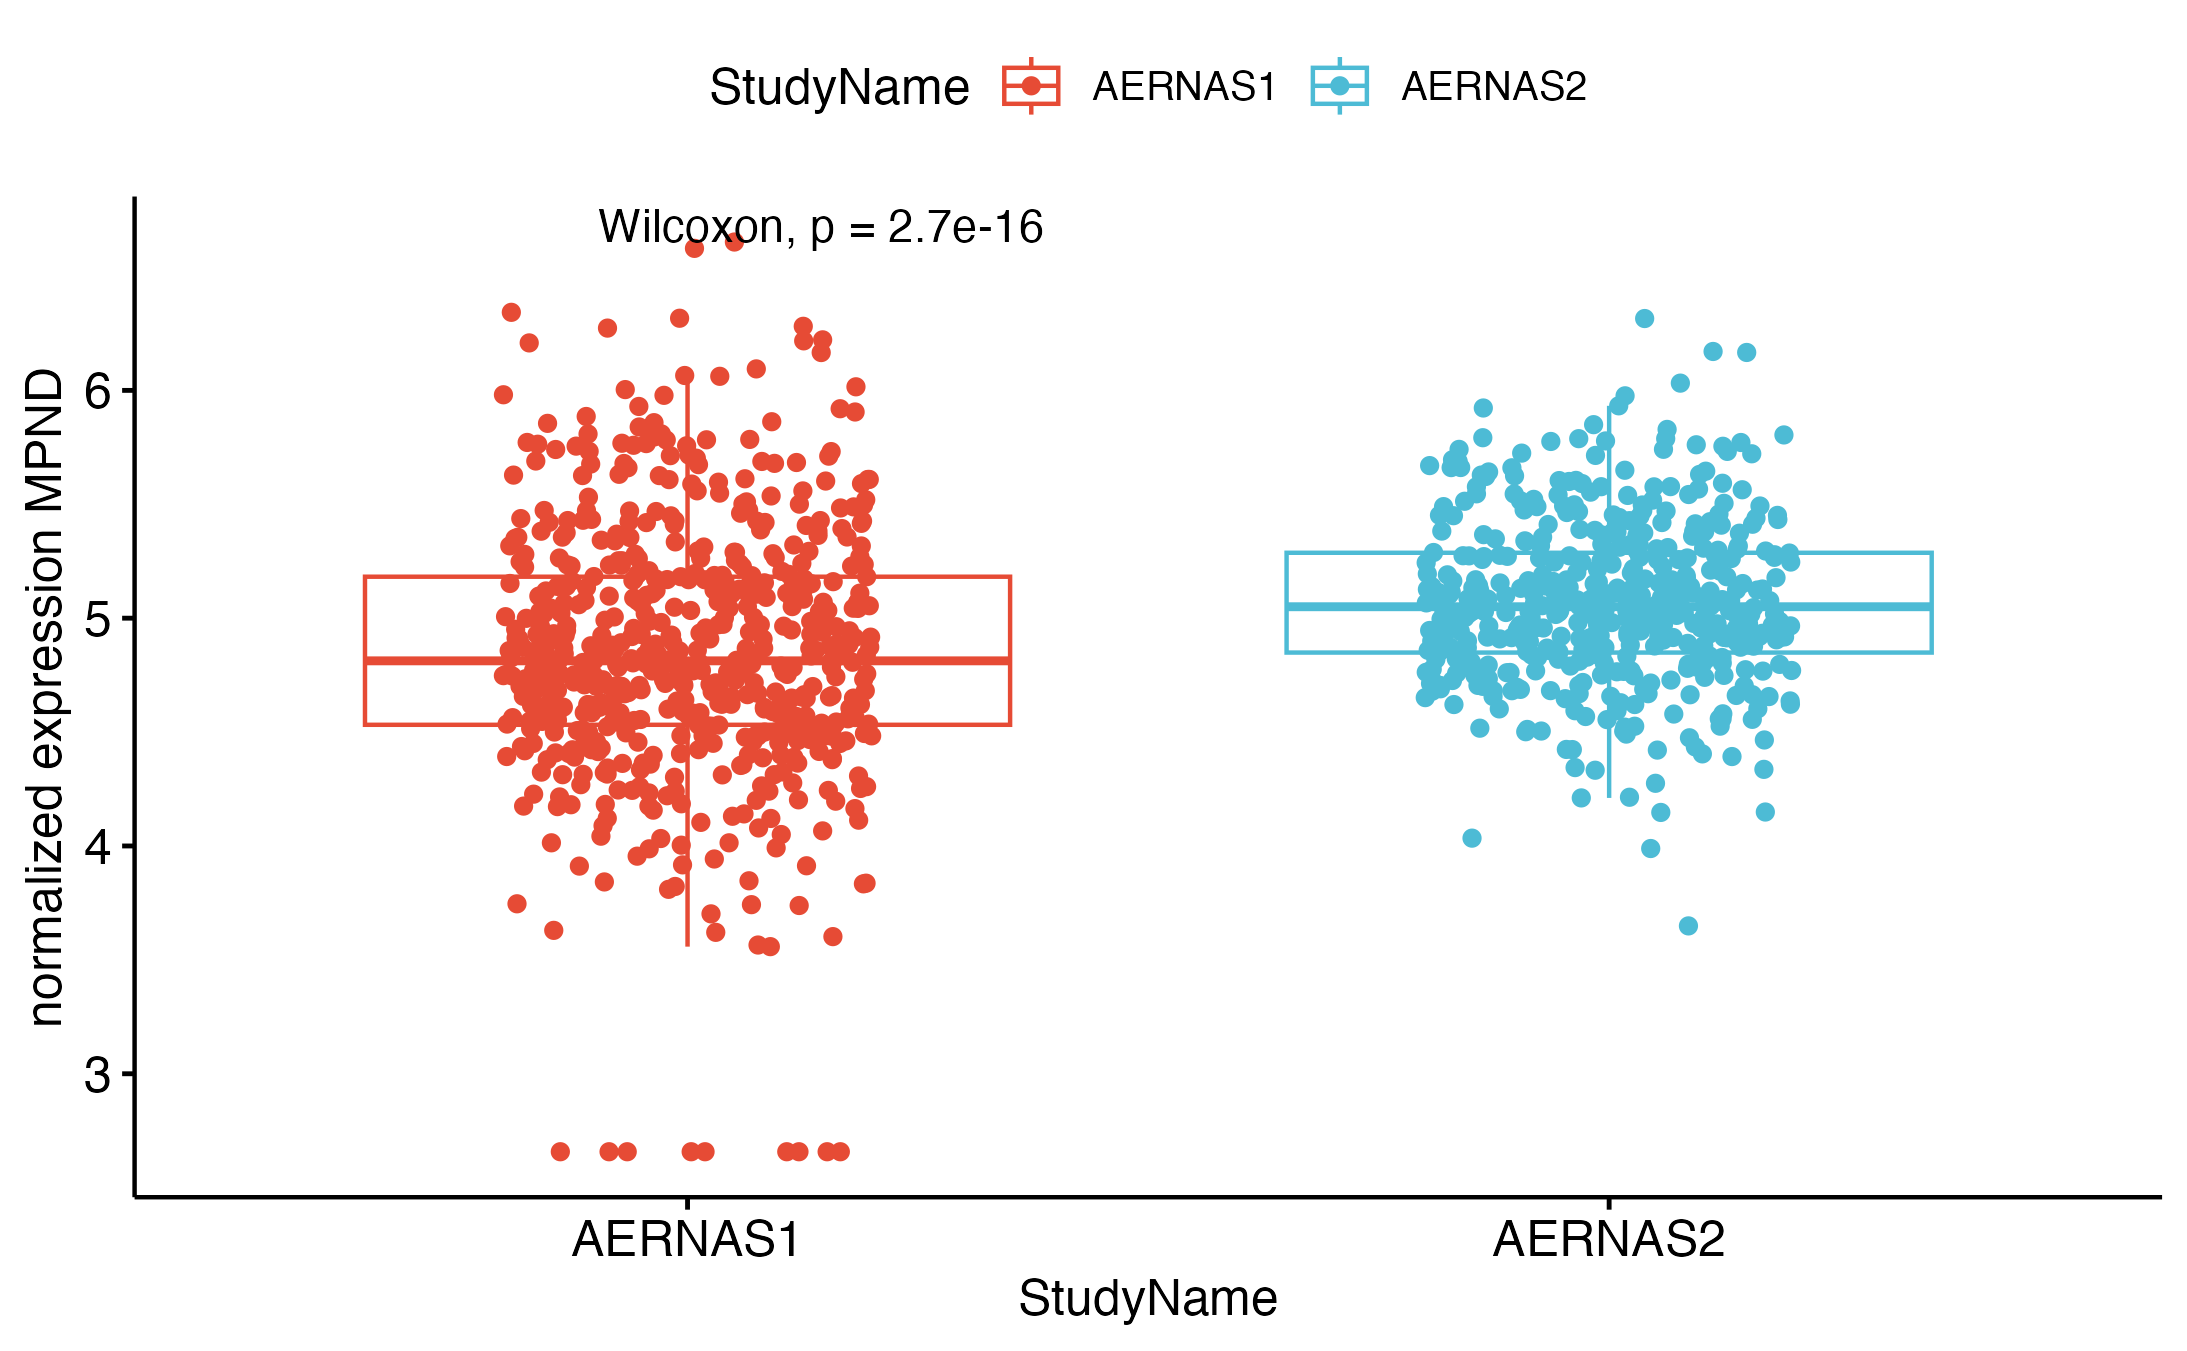 StudyName AERNAS1 AERNAS2
Wilcoxon, p = 2.7e-16
normalized expression MPND
6
5
4
3
AERNAS1 AERNAS2
StudyName